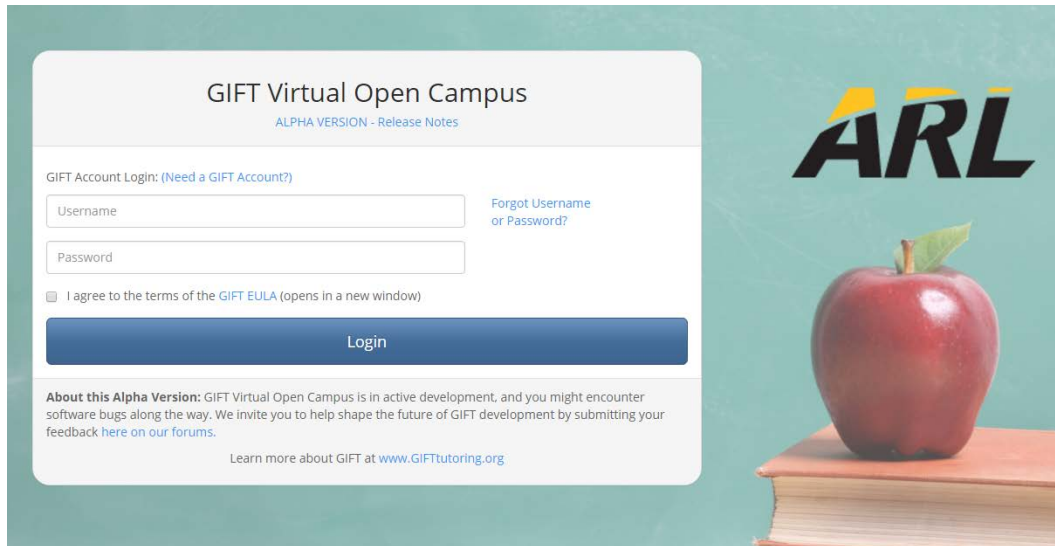 GIFT Virtual Open Campus
ALPHA VERSION - Release Notes
GIFT Account Login: (Need a GIFT Account?)
Username
Forgot Username
or Password?
Password
I agree to the terms of the GIFT EULA (opens in a new window)
Login
About this Alpha Version: GIFT Virtual Open Campus is in active development, and you might encounter
software bugs along the way. We invite you to help shape the future of GIFT development by submitting your
feedback here on our forums.
Learn more about GIFT at www.GIFTtutoring.org
ARL